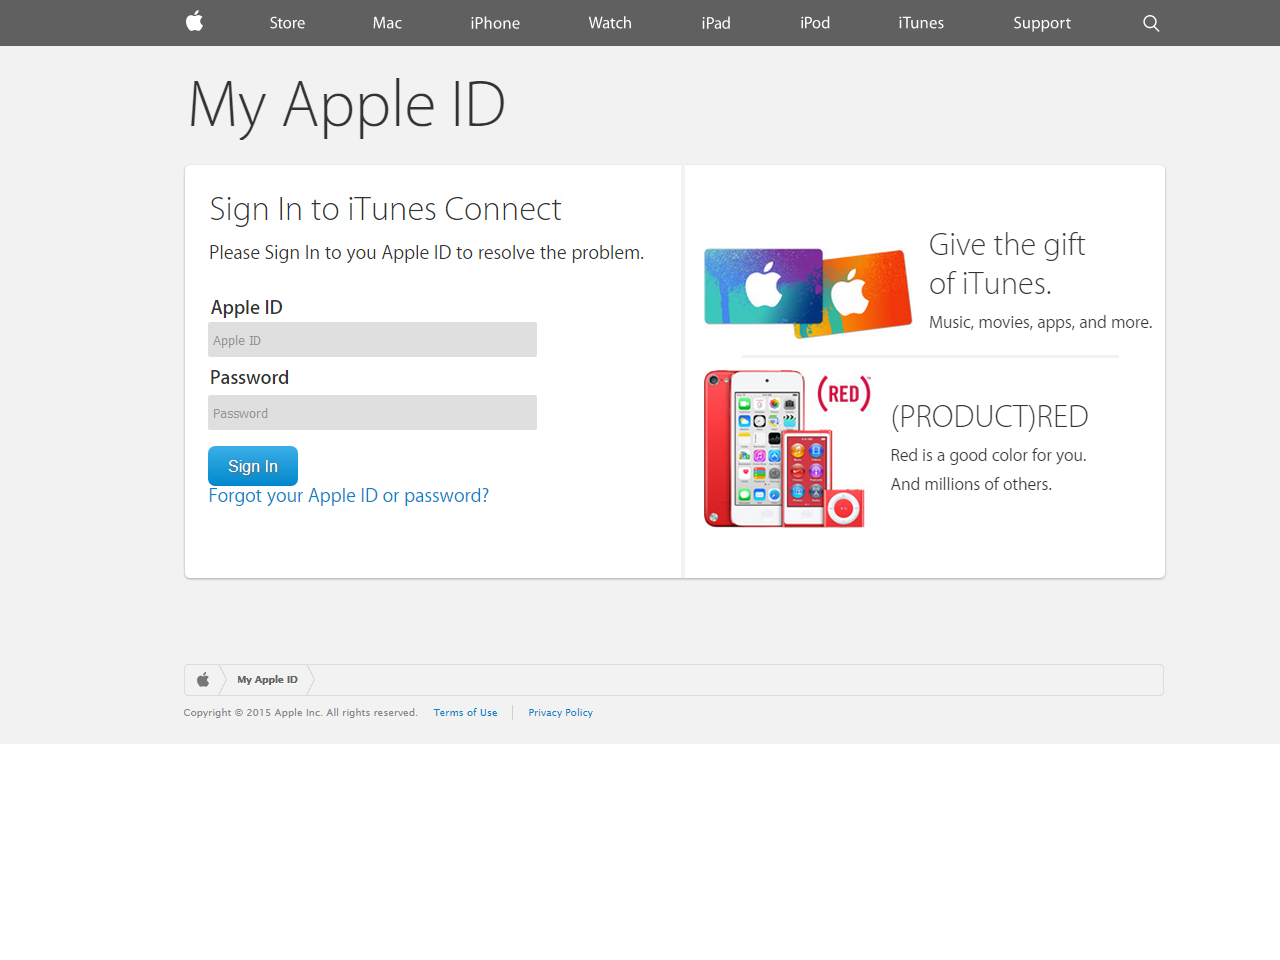 Store Mac iPhone Watch iPad iPod iTunes Support
My Apple ID
Sign In to iTunes Connect
Please Sign In to you Apple ID to resolve the problem.
Apple ID
Apple ID
Password
Password
Sign In
Forgot your Apple ID or password?
Give the gift
of iTunes.
Music, movies, apps, and more.
(RED)™
(PRODUCT)RED
Red is a good color for you.
And millions of others.
My Apple ID
Copyright © 2015 Apple Inc. All rights reserved. Terms of Use Privacy Policy